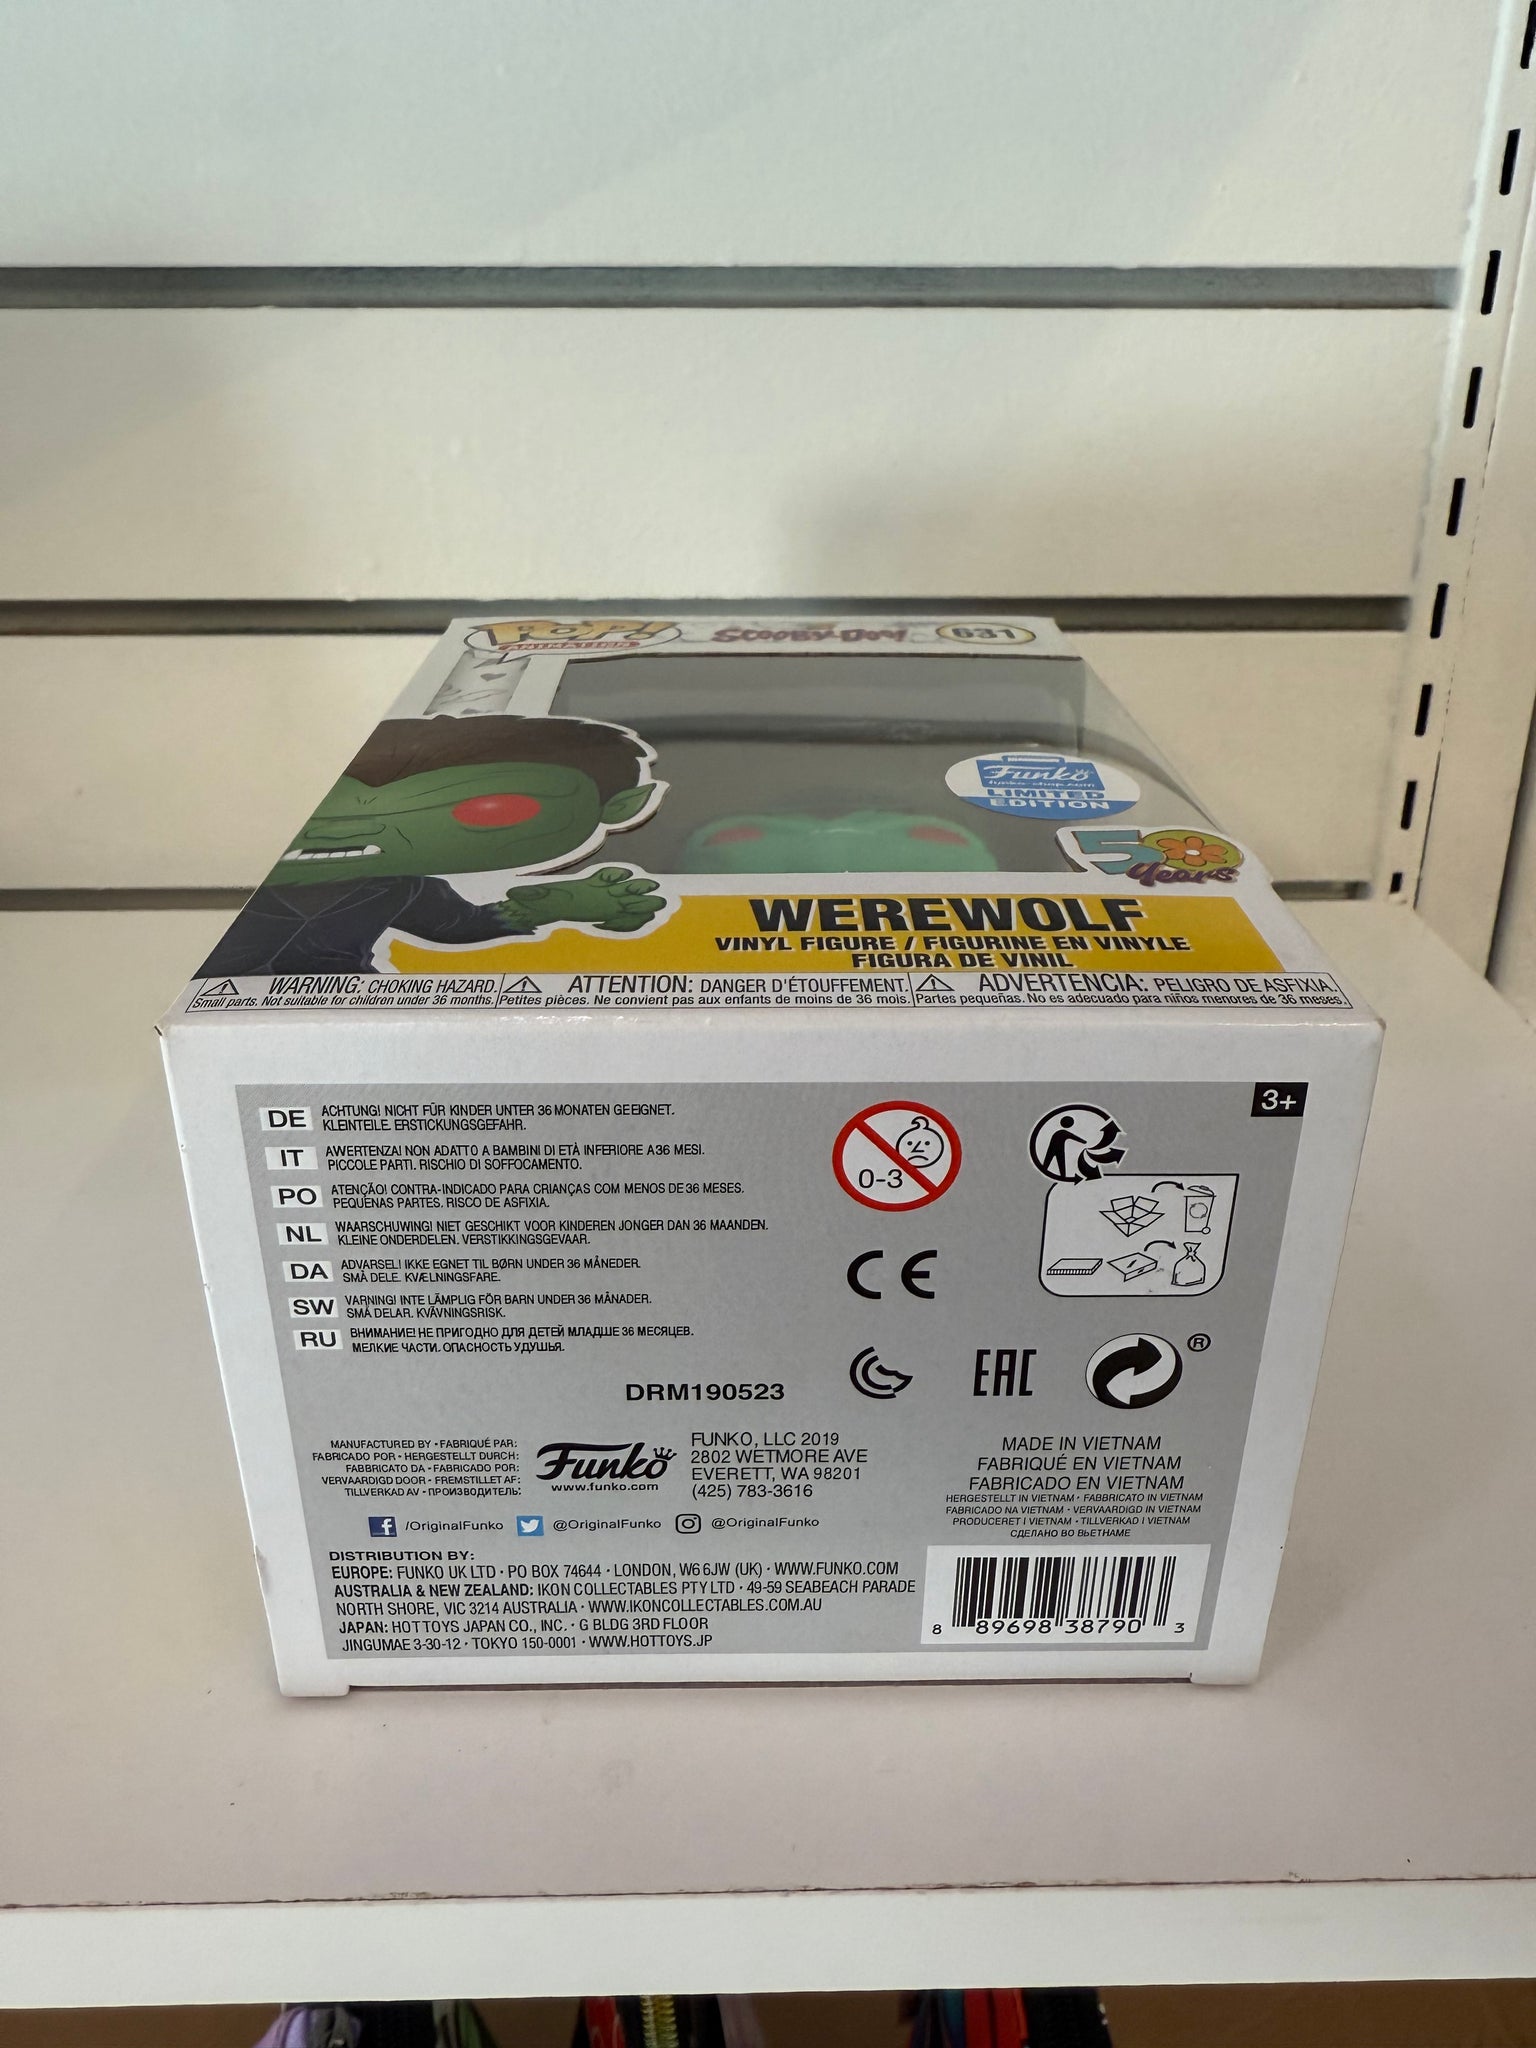 POP!
ANIMATION
SCOOBY-DOO!
631
Funko
funko-shop.com
LIMITED
EDITION
50
Years
WEREWOLF
VINYL FIGURE / FIGURINE EN VINYLE
FIGURA DE VINIL
WARNING: CHOKING HAZARD.
Small parts. Not suitable for children under 36 months.
ATTENTION: DANGER D'ÉTOUFFEMENT.
Petites pièces. Ne convient pas aux enfants de moins de 36 mois.
ADVERTENCIA: PELIGRO DE ASFIXIA.
Partes pequeñas. No es adecuado para niños menores de 36 meses.
3+
DE ACHTUNG! NICHT FÜR KINDER UNTER 36 MONATEN GEEIGNET.
KLEINTEILE. ERSTICKUNGSGEFAHR.
IT AWERTENZA! NON ADATTO A BAMBINI DI ETÀ INFERIORE A 36 MESI.
PICCOLE PARTI. RISCHIO DI SOFFOCAMENTO.
PO ATENÇÃO! CONTRA-INDICADO PARA CRIANÇAS COM MENOS DE 36 MESES.
PEQUENAS PARTES. RISCO DE ASFIXIA.
NL WAARSCHUWING! NIET GESCHIKT VOOR KINDEREN JONGER DAN 36 MAANDEN.
KLEINE ONDERDELEN. VERSTIKKINGSGEVAAR.
DA ADVARSEL! IKKE EGNET TIL BØRN UNDER 36 MÅNEDER.
SMÅ DELE. KVÆLNINGSFARE.
SW VARNING! INTE LÄMPLIG FÖR BARN UNDER 36 MÅNADER.
SMÅ DELAR. KVÄVNINGSRISK.
RU ВНИМАНИЕ! НЕ ПРИГОДНО ДЛЯ ДЕТЕЙ МЛАДШЕ 36 МЕСЯЦЕВ.
МЕЛКИЕ ЧАСТИ. ОПАСНОСТЬ УДУШЬЯ.
0-3
CE
EAC
®
DRM190523
MANUFACTURED BY • FABRIQUÉ PAR:
FABRICADO POR • HERGESTELLT DURCH:
FABBRICATO DA • FABRICADO POR:
VERVAARDIGD DOOR • FREMSTILLET AF:
TILLVERKAD AV • ПРОИЗВОДИТЕЛЬ:
Funko
www.funko.com
FUNKO, LLC 2019
2802 WETMORE AVE
EVERETT, WA 98201
(425) 783-3616
MADE IN VIETNAM
FABRIQUÉ EN VIETNAM
FABRICADO EN VIETNAM
HERGESTELLT IN VIETNAM • FABBRICATO IN VIETNAM
FABRICADO NA VIETNAM • VERVAARDIGD IN VIETNAM
PRODUCERET I VIETNAM • TILLVERKAD I VIETNAM
СДЕЛАНО ВО ВЬЕТНАМЕ
/OriginalFunko @OriginalFunko @OriginalFunko
DISTRIBUTION BY:
EUROPE: FUNKO UK LTD • PO BOX 74644 • LONDON, W6 6JW (UK) • WWW.FUNKO.COM
AUSTRALIA & NEW ZEALAND: IKON COLLECTABLES PTY LTD • 49-59 SEABEACH PARADE
NORTH SHORE, VIC 3214 AUSTRALIA • WWW.IKONCOLLECTABLES.COM.AU
JAPAN: HOTTOYS JAPAN CO., INC. • G BLDG 3RD FLOOR
JINGUMAE 3-30-12 • TOKYO 150-0001 • WWW.HOTTOYS.JP
8 89698 38790 3